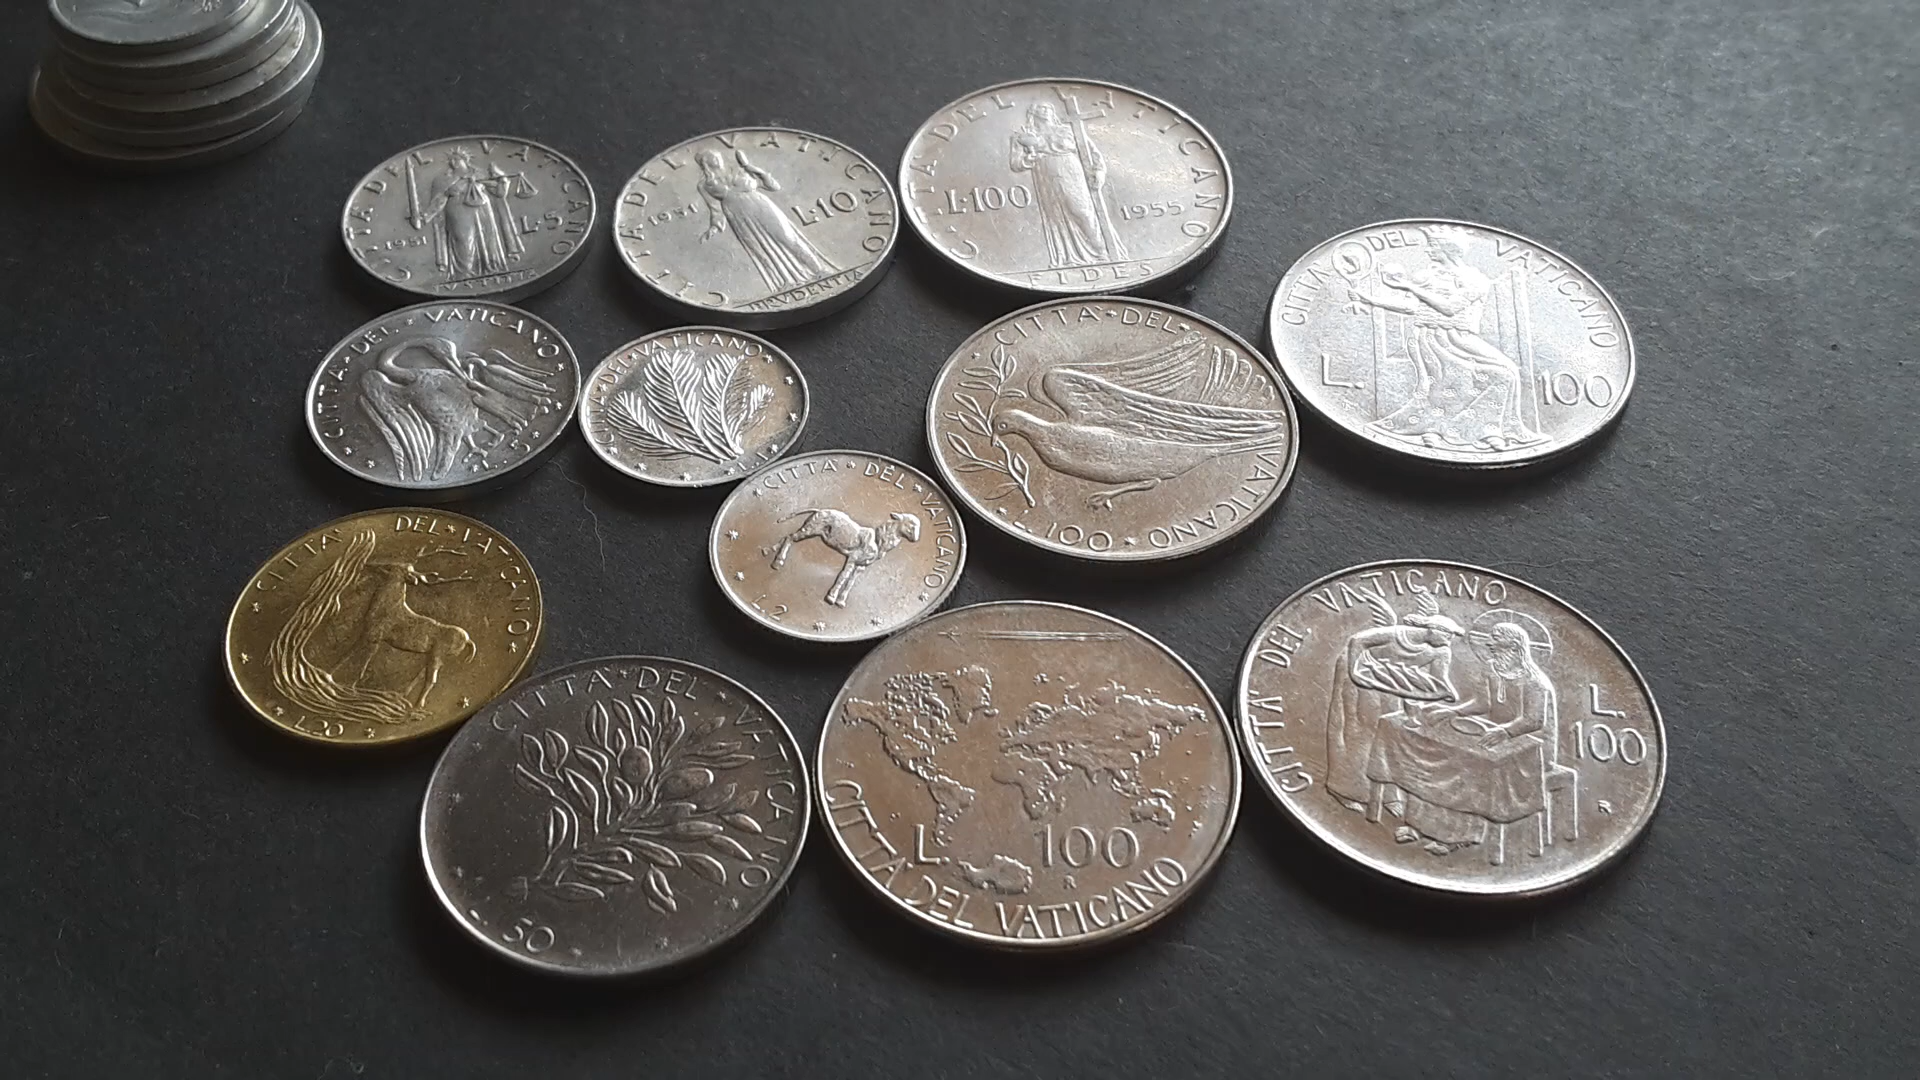 CITTA DEL VATICANO
1951
L·5
IVSTITIA
CITTA DEL VATICANO
1951
L·10
PRVDENTIA
CITTA DEL VATICANO
L·100
1955
FIDES
CITTA' DEL VATICANO
L.
100
CITTA' * DEL * VATICANO
L. 5
CITTA' * DEL * VATICANO
L. 1
CITTA' * DEL * VATICANO
100
CITTA' * DEL * VATICANO
L. 2
CITTA' DEL * VATICANO
L. 20
CITTA' * DEL * VATICANO
50
L. 100
R
CITTA DEL VATICANO
CITTA' DEL VATICANO
L.
100
R